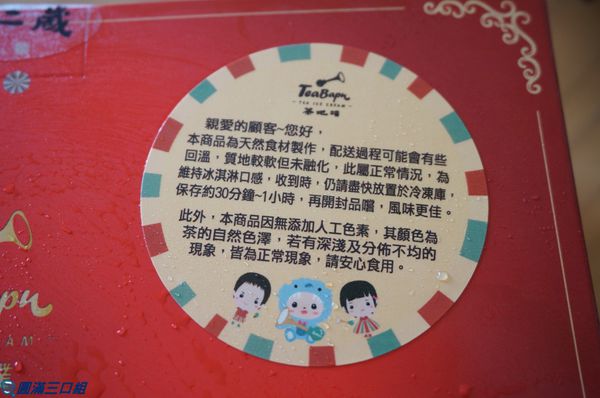 二藏
TeaBapu
- TEA ICE CREAM -
茶吧噗
親愛的顧客~您好，
本商品為天然食材製作，配送過程可能會有些
回溫，質地較軟但未融化，此屬正常情況，為
維持冰淇淋口感，收到時，仍請盡快放置於冷凍庫，
保存約30分鐘~1小時，再開封品嚐，風味更佳。
此外，本商品因無添加人工色素，其顏色為
茶的自然色澤，若有深淺及分佈不均的
現象，皆為正常現象，請安心食用。
Bapu
圓滿三口組